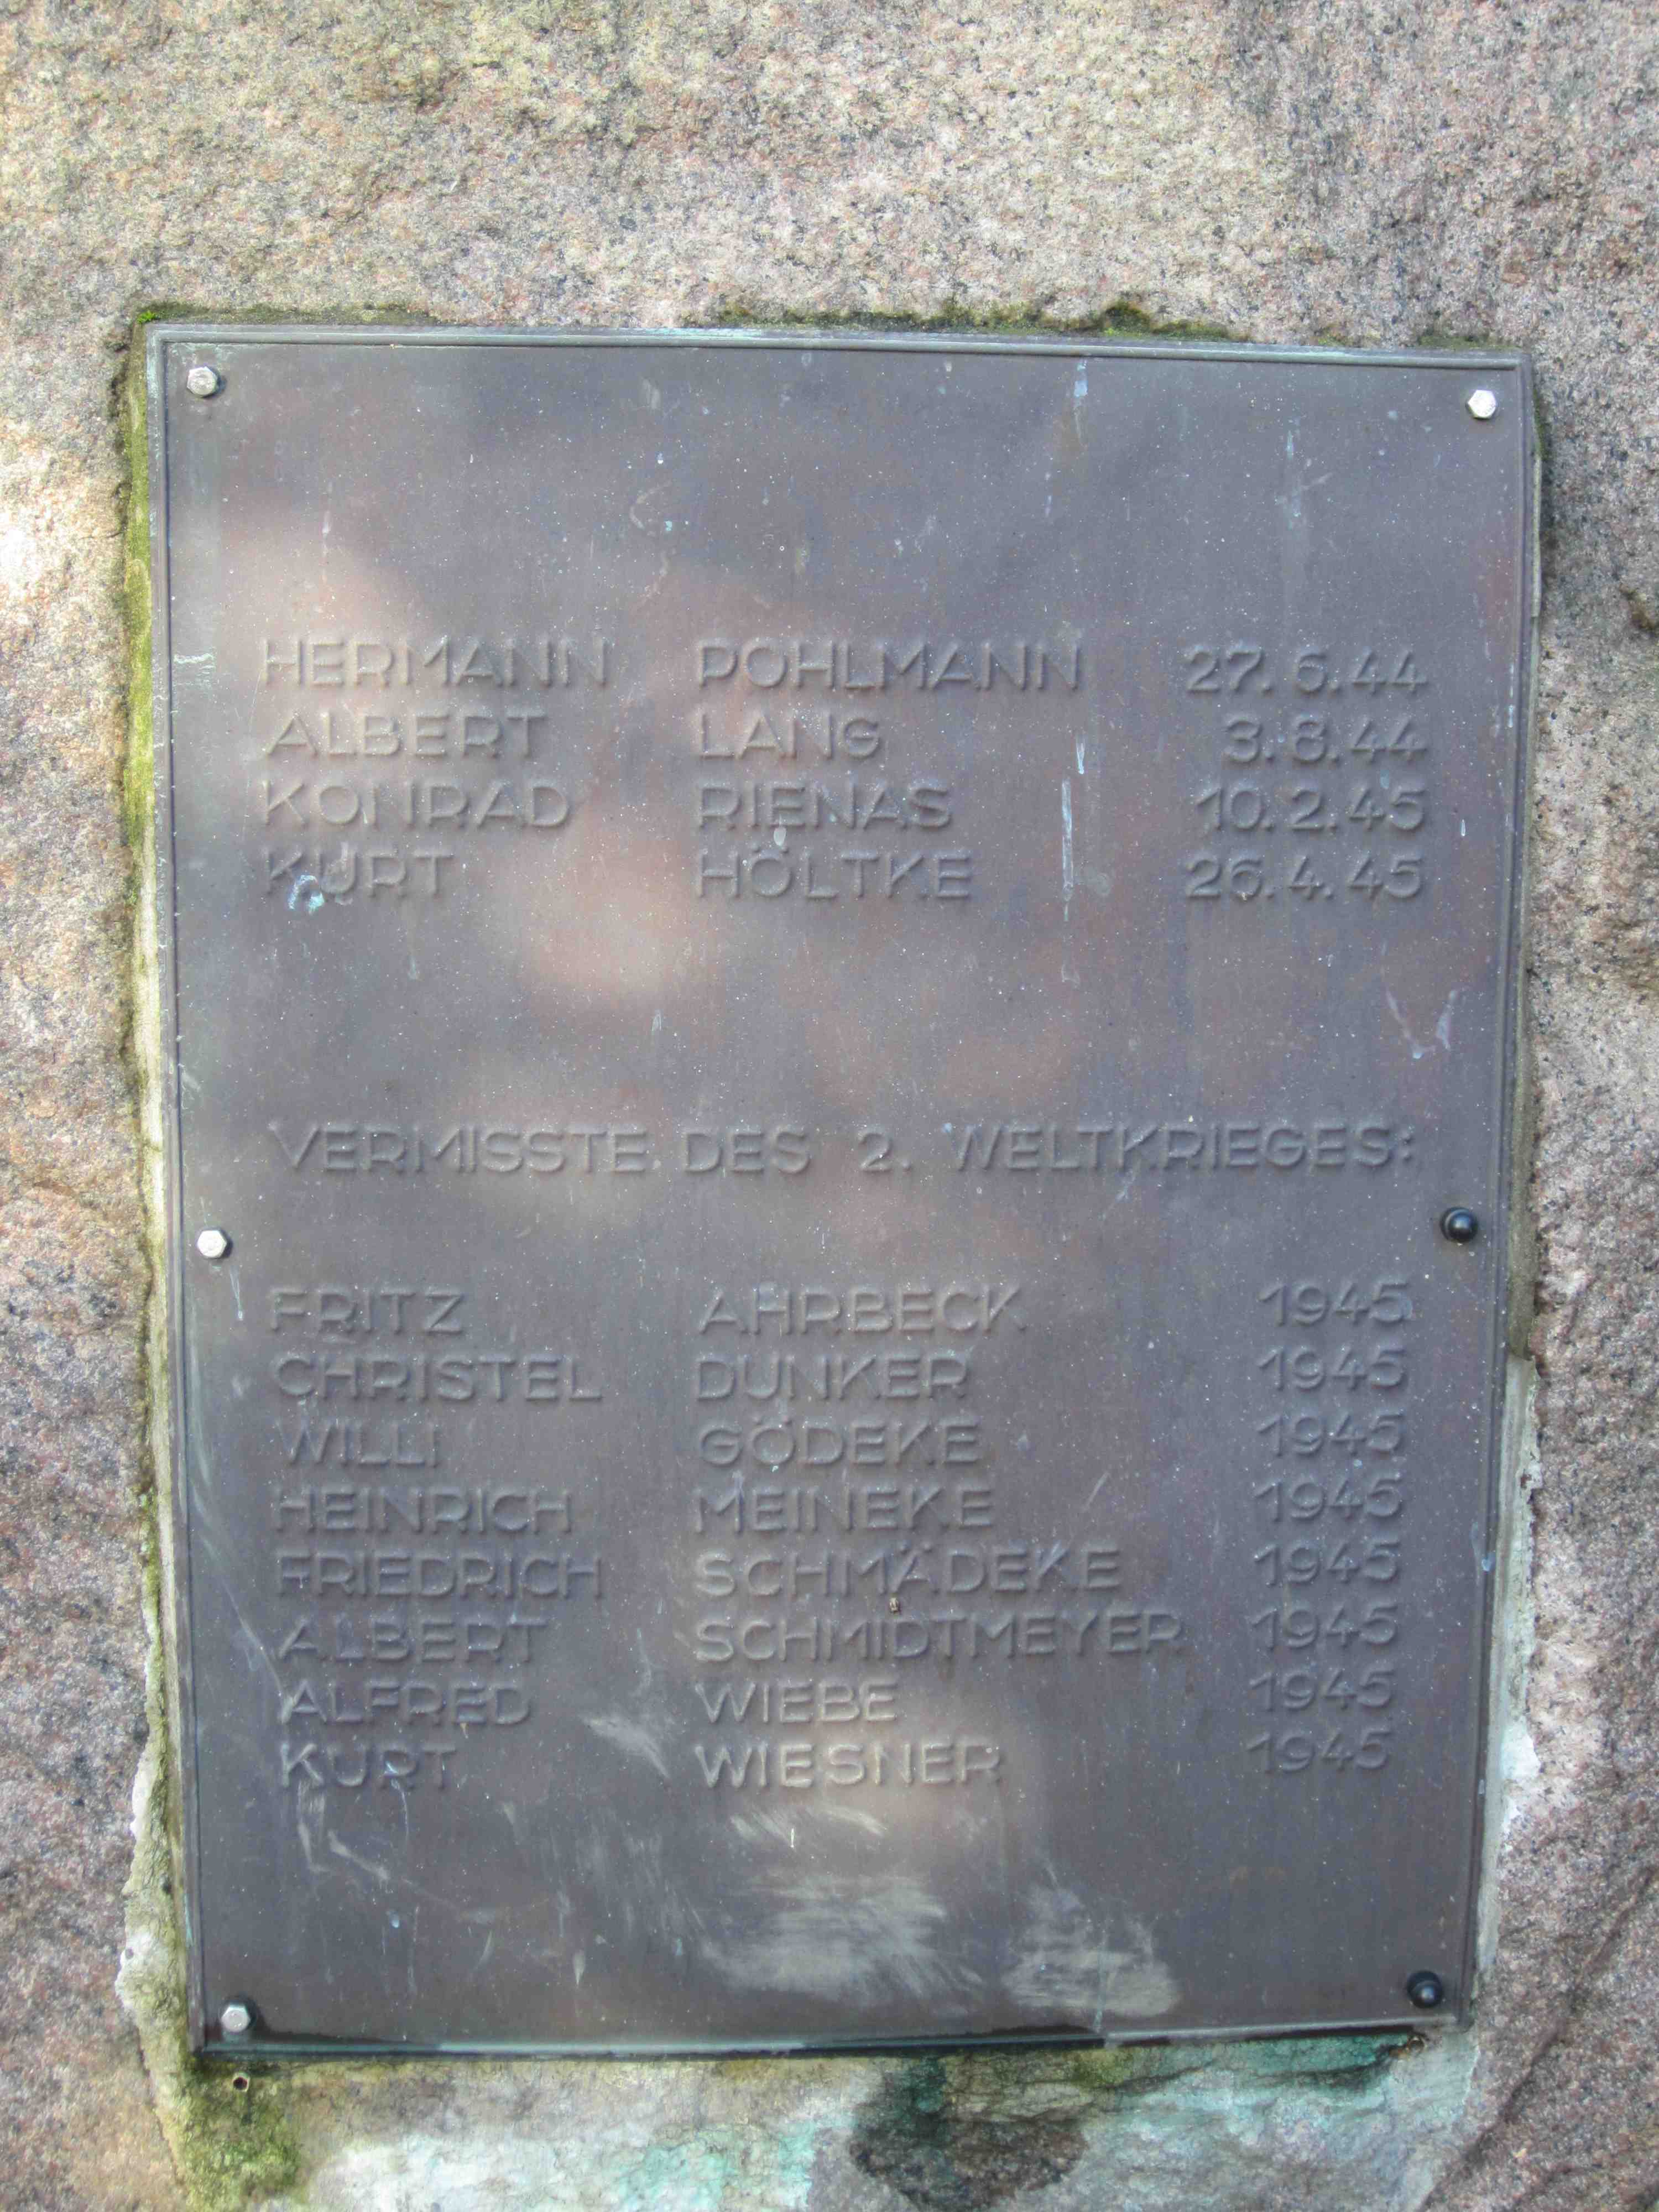 HERMANN POHLMANN 27. 6. 44
ALBERT LANG 3. 8. 44
KONRAD RIENAS 10. 2. 45
KURT HÖLTKE 26. 4. 45
VERMISSTE DES 2. WELTKRIEGES:
FRITZ AHRBECK 1945
CHRISTEL DUNKER 1945
WILLI GÖDEKE 1945
HEINRICH MEINEKE 1945
FRIEDRICH SCHMÄDEKE 1945
ALBERT SCHMIDTMEYER 1945
ALFRED WIEBE 1945
KURT WIESNER 1945